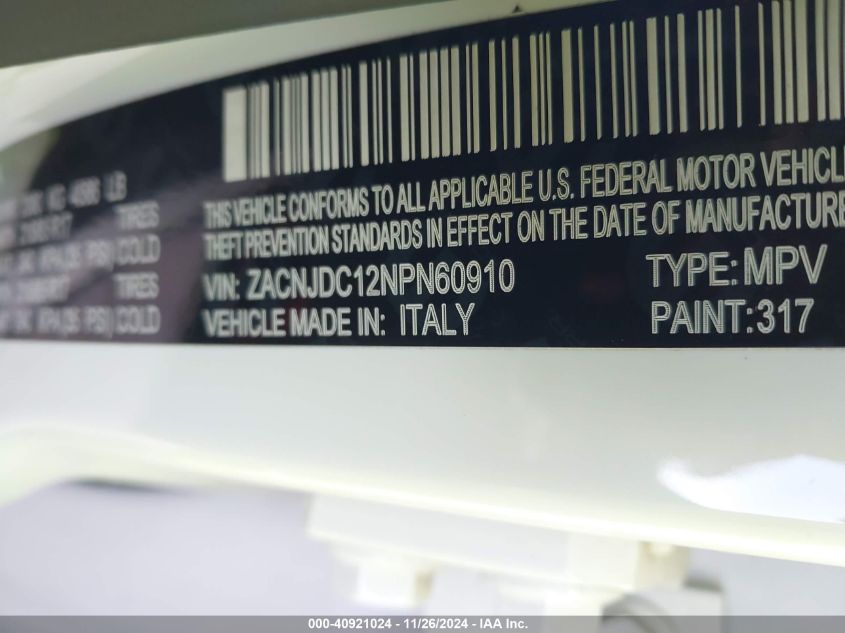 4586 LB
TIRES
COLD
TIRES
COLD
THIS VEHICLE CONFORMS TO ALL APPLICABLE U.S. FEDERAL MOTOR VEHICL
THEFT PREVENTION STANDARDS IN EFFECT ON THE DATE OF MANUFACTURE
VIN: ZACNJDC12NPN60910 TYPE: MPV
VEHICLE MADE IN: ITALY PAINT: 317
000-40921024 - 11/26/2024 - IAA Inc.